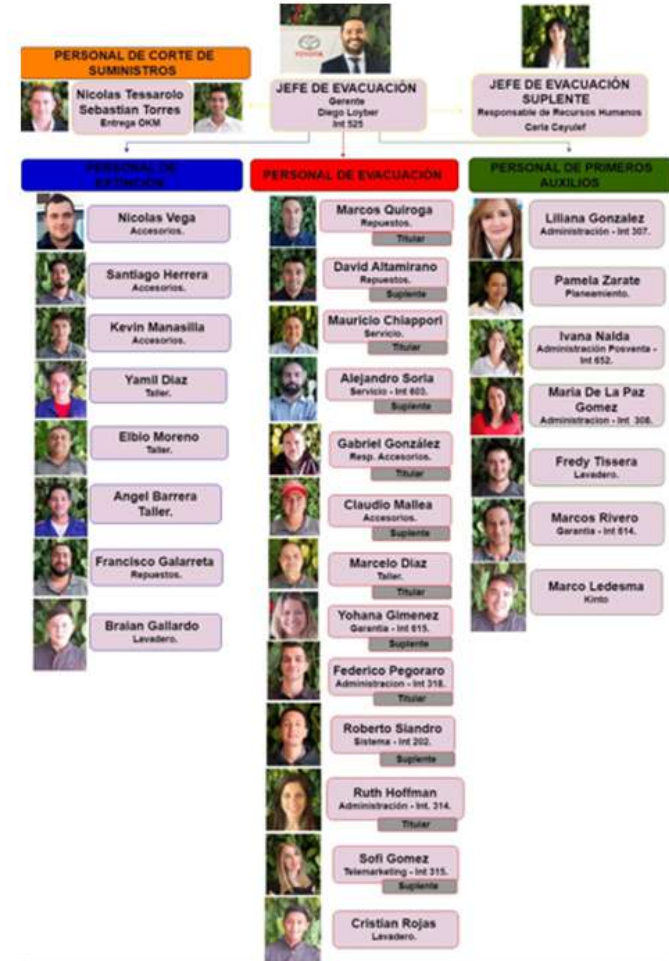 TOYOTA
PERSONAL DE CORTE DE
SUMINISTROS
Nicolas Tessarolo
Sebastian Torres
Entrega OKM
JEFE DE EVACUACIÓN
Gerente
Diego Loyber
Int 525
JEFE DE EVACUACIÓN
SUPLENTE
Responsable de Recursos Humanos
Carla Cayulef
PERSONAL DE
EXTINCIÓN
Nicolas Vega
Accesorios.
Santiago Herrera
Accesorios.
Kevin Manasilla
Accesorios.
Yamil Diaz
Taller.
Elbio Moreno
Taller.
Angel Barrera
Taller.
Francisco Galarreta
Repuestos.
Braian Gallardo
Lavadero.
PERSONAL DE EVACUACIÓN
Marcos Quiroga
Repuestos.
Titular
David Altamirano
Repuestos.
Suplente
Mauricio Chiappori
Servicio.
Titular
Alejandro Soria
Servicio - Int 603.
Suplente
Gabriel González
Resp. Accesorios.
Titular
Claudio Mallea
Accesorios.
Suplente
Marcelo Diaz
Taller.
Titular
Yohana Gimenez
Garantia - Int 615.
Suplente
Federico Pegoraro
Administracion - Int 318.
Titular
Roberto Siandro
Sistema - Int 202.
Suplente
Ruth Hoffman
Administración - Int. 314.
Titular
Sofi Gomez
Telemarketing - Int 315.
Suplente
Cristian Rojas
Lavadero.
PERSONAL DE PRIMEROS
AUXILIOS
Liliana Gonzalez
Administración - Int 307.
Pamela Zarate
Planeamiento.
Ivana Nalda
Administración Posventa -
Int 652.
Maria De La Paz
Gomez
Administracion - Int 308.
Fredy Tissera
Lavadero.
Marcos Rivero
Garantia - Int 614.
Marco Ledesma
Kinto